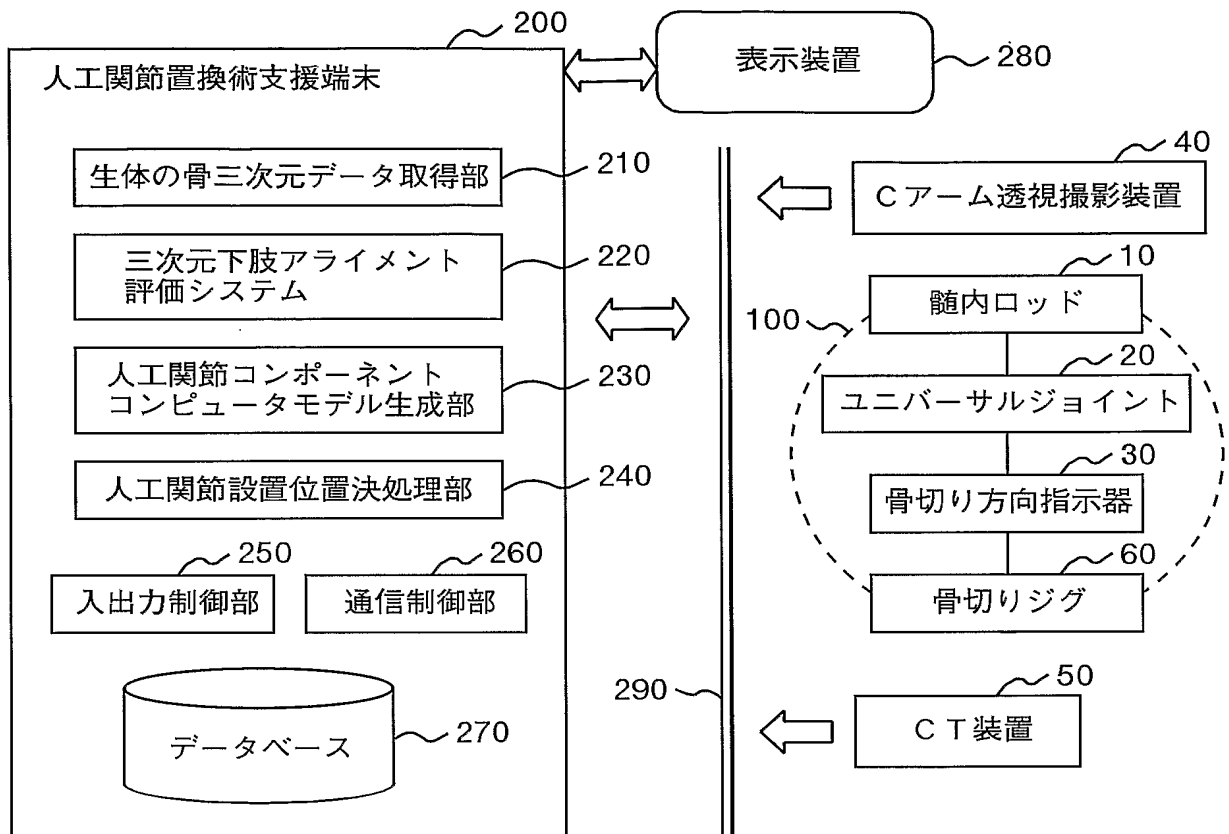 200
人工関節置換術支援端末
表示装置
280
生体の骨三次元データ取得部
210
三次元下肢アライメント
評価システム
220
人工関節コンポーネント
コンピュータモデル生成部
230
人工関節設置位置決処理部
240
250
入出力制御部
260
通信制御部
データベース
270
290
40
Cアーム透視撮影装置
100
10
髄内ロッド
20
ユニバーサルジョイント
30
骨切り方向指示器
60
骨切りジグ
50
CT装置